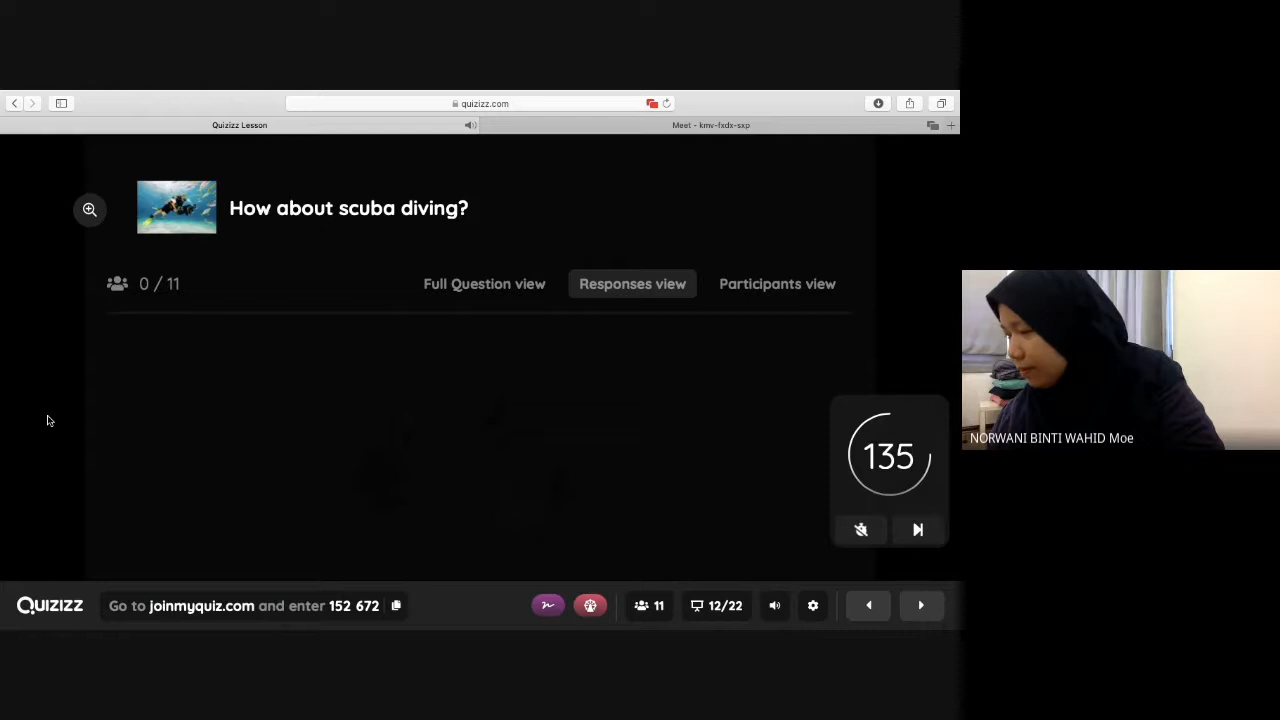 quizizz.com
Quizizz Lesson
Meet - kmv-fxdx-sxp
How about scuba diving?
0 / 11
Full Question view
Responses view
Participants view
135
NORWANI BINTI WAHID Moe
Quizizz
Go to joinmyquiz.com and enter 152 672
11
12/22